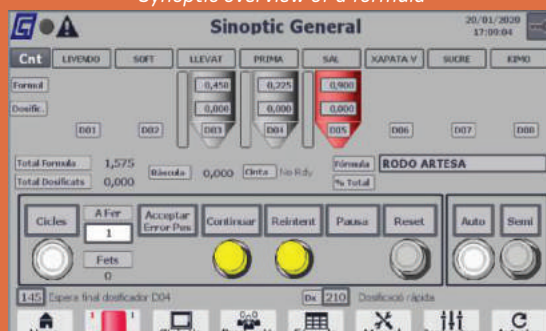 Synoptic overview of a formula
Sinoptic General
20/01/2020
17:09:04
Cnt LIVENDO SOFT LLEVAT PRIMA SAL XAPATA V SUCRE KIMO
Formul 0,450 0,225 0,900
Dosific. 0,000 0,000 0,000
D01 D02 D03 D04 D05 D06 D07 D08
Total Formula 1,575 Bàscula 0,000 Cinta No Rdy Fórmula RODO ARTESA
Total Dosificats 0,000 % Total
Cicles A Fer 1 Acceptar Error Pes Continuar Reintent Pausa Reset Auto Semi
Fets
0
145 Espera final dosificador D04 Dx 210 Dosificció ràpida